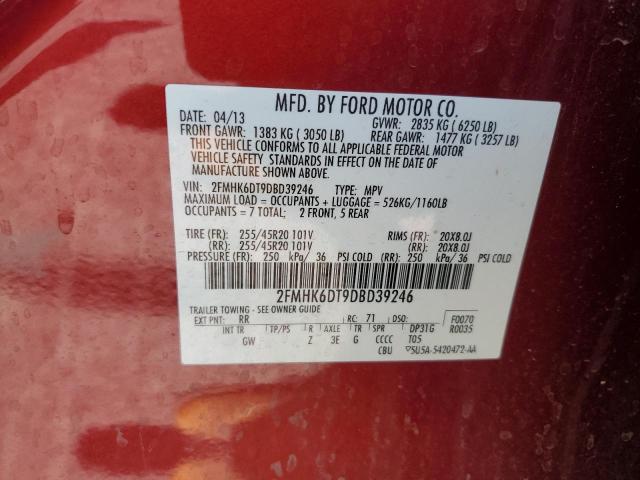 MFD. BY FORD MOTOR CO.
DATE: 04/13 GVWR: 2835 KG ( 6250 LB)
FRONT GAWR: 1383 KG ( 3050 LB) REAR GAWR: 1477 KG ( 3257 LB)
THIS VEHICLE CONFORMS TO ALL APPLICABLE FEDERAL MOTOR
VEHICLE SAFETY STANDARDS IN EFFECT ON THE DATE OF
MANUFACTURE SHOWN ABOVE.
VIN: 2FMHK6DT9DBD39246 TYPE: MPV
MAXIMUM LOAD = OCCUPANTS + LUGGAGE = 526KG/1160LB
OCCUPANTS = 7 TOTAL; 2 FRONT, 5 REAR
TIRE (FR): 255/45R20 101V RIMS (FR): 20X8.0J
(RR): 255/45R20 101V (RR): 20X8.0J
PRESSURE (FR): 250 kPa/ 36 PSI COLD (RR): 250 kPa/ 36 PSI COLD
2FMHK6DT9DBD39246
TRAILER TOWING - SEE OWNER GUIDE
EXT PNT: RR RC: 71 DSO: F0070
INT TR TP/PS R AXLE TR SPR DP31G R0035
GW Z 3E G CCCC T05
CBU 5U5A-5420472-AA